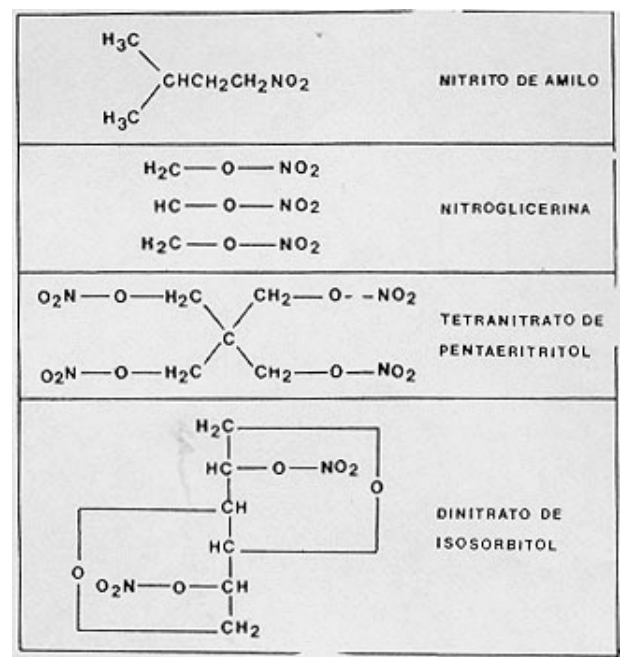 H3C
CHCH2CH2NO2
H3C
NITRITO DE AMILO
H2C—O—NO2
HC—O—NO2
H2C—O—NO2
NITROGLICERINA
O2N—O—H2C CH2—O--NO2
C
O2N—O—H2C CH2—O—NO2
TETRANITRATO DE
PENTAERITRITOL
H2C
HC—O—NO2
O
CH
HC
O
O2N—O—CH
CH2
DINITRATO DE
ISOSORBITOL